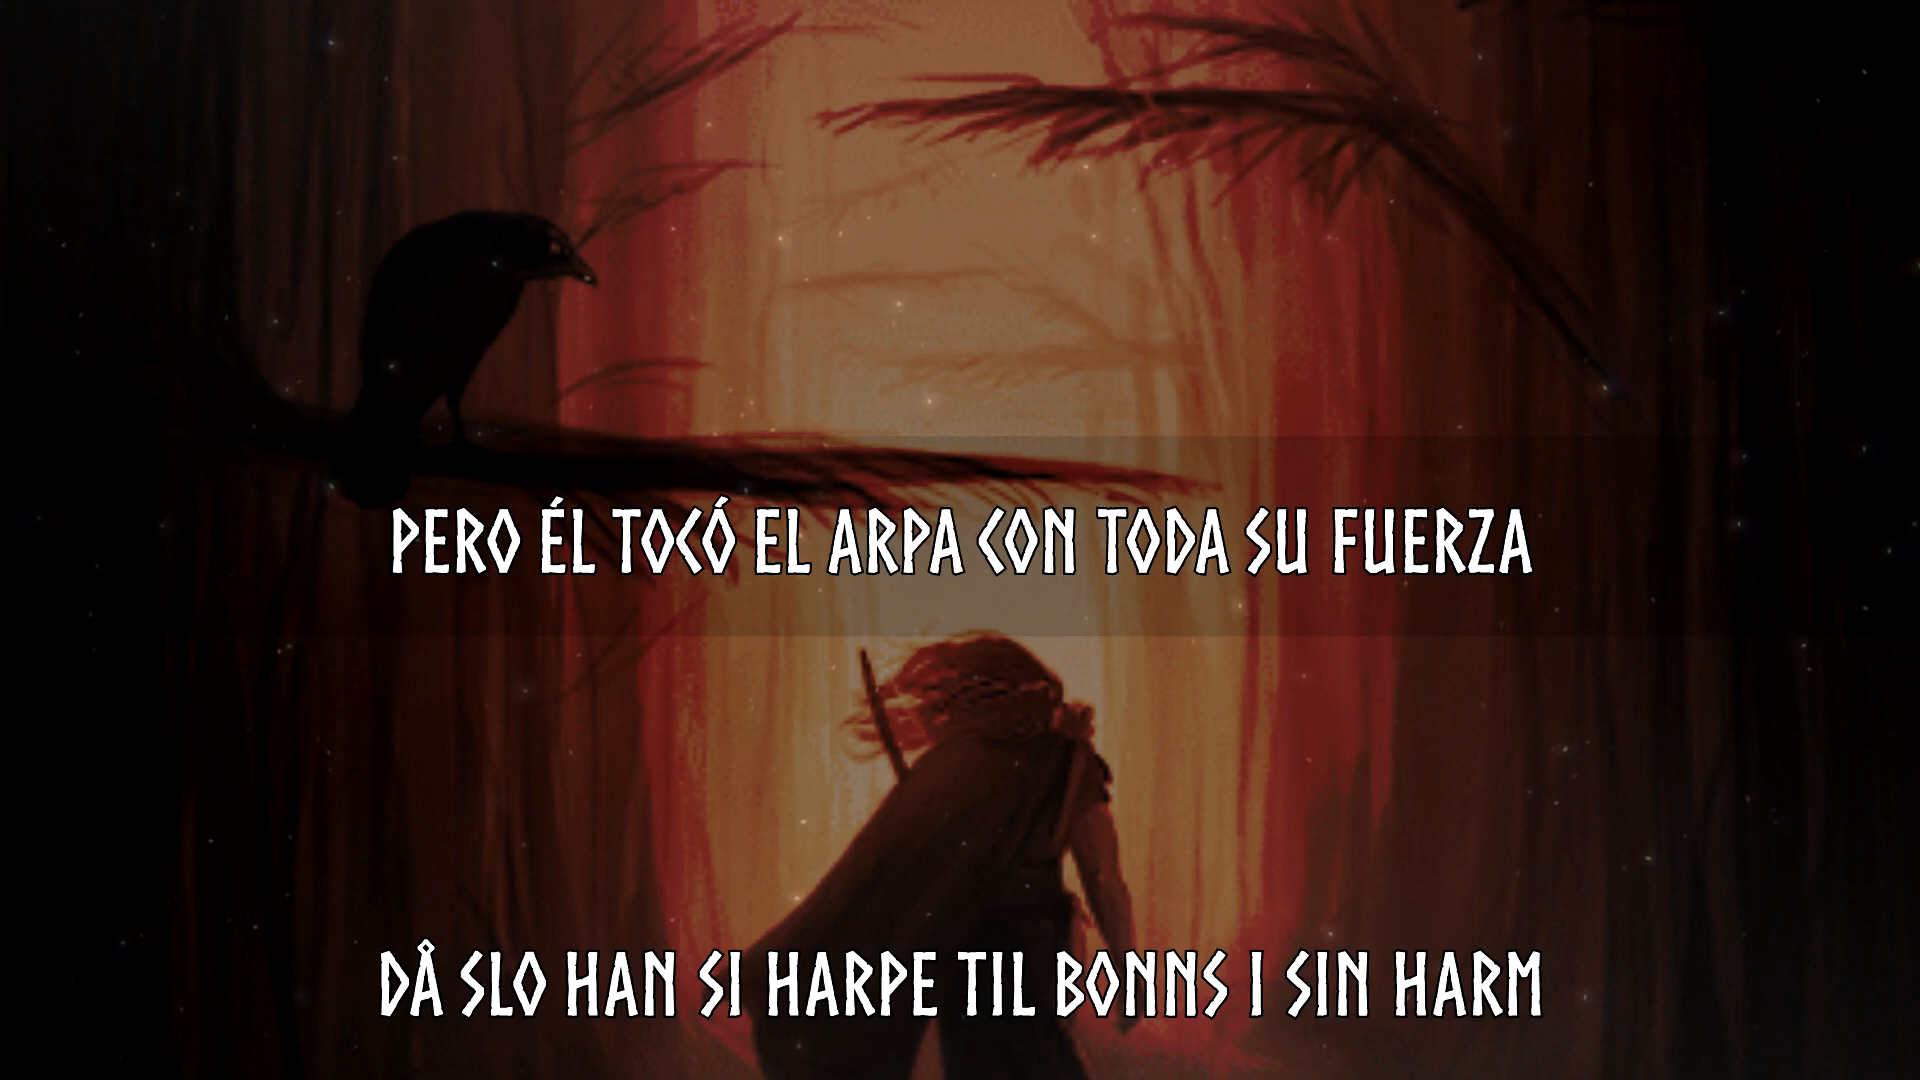 PERO ÉL TOCÓ EL ARPA CON TODA SU FUERZA
DÅ SLO HAN SI HARPE TIL BONNS I SIN HARM